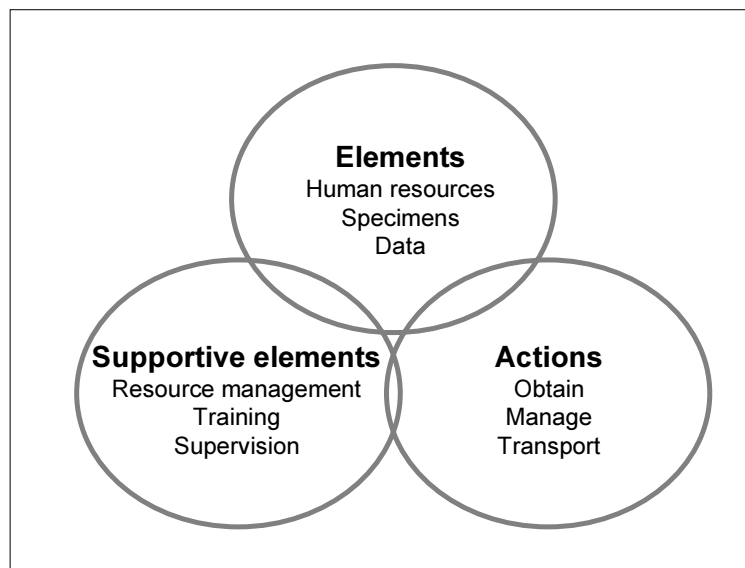 Elements
Human resources
Specimens
Data
Supportive elements
Resource management
Training
Supervision
Actions
Obtain
Manage
Transport